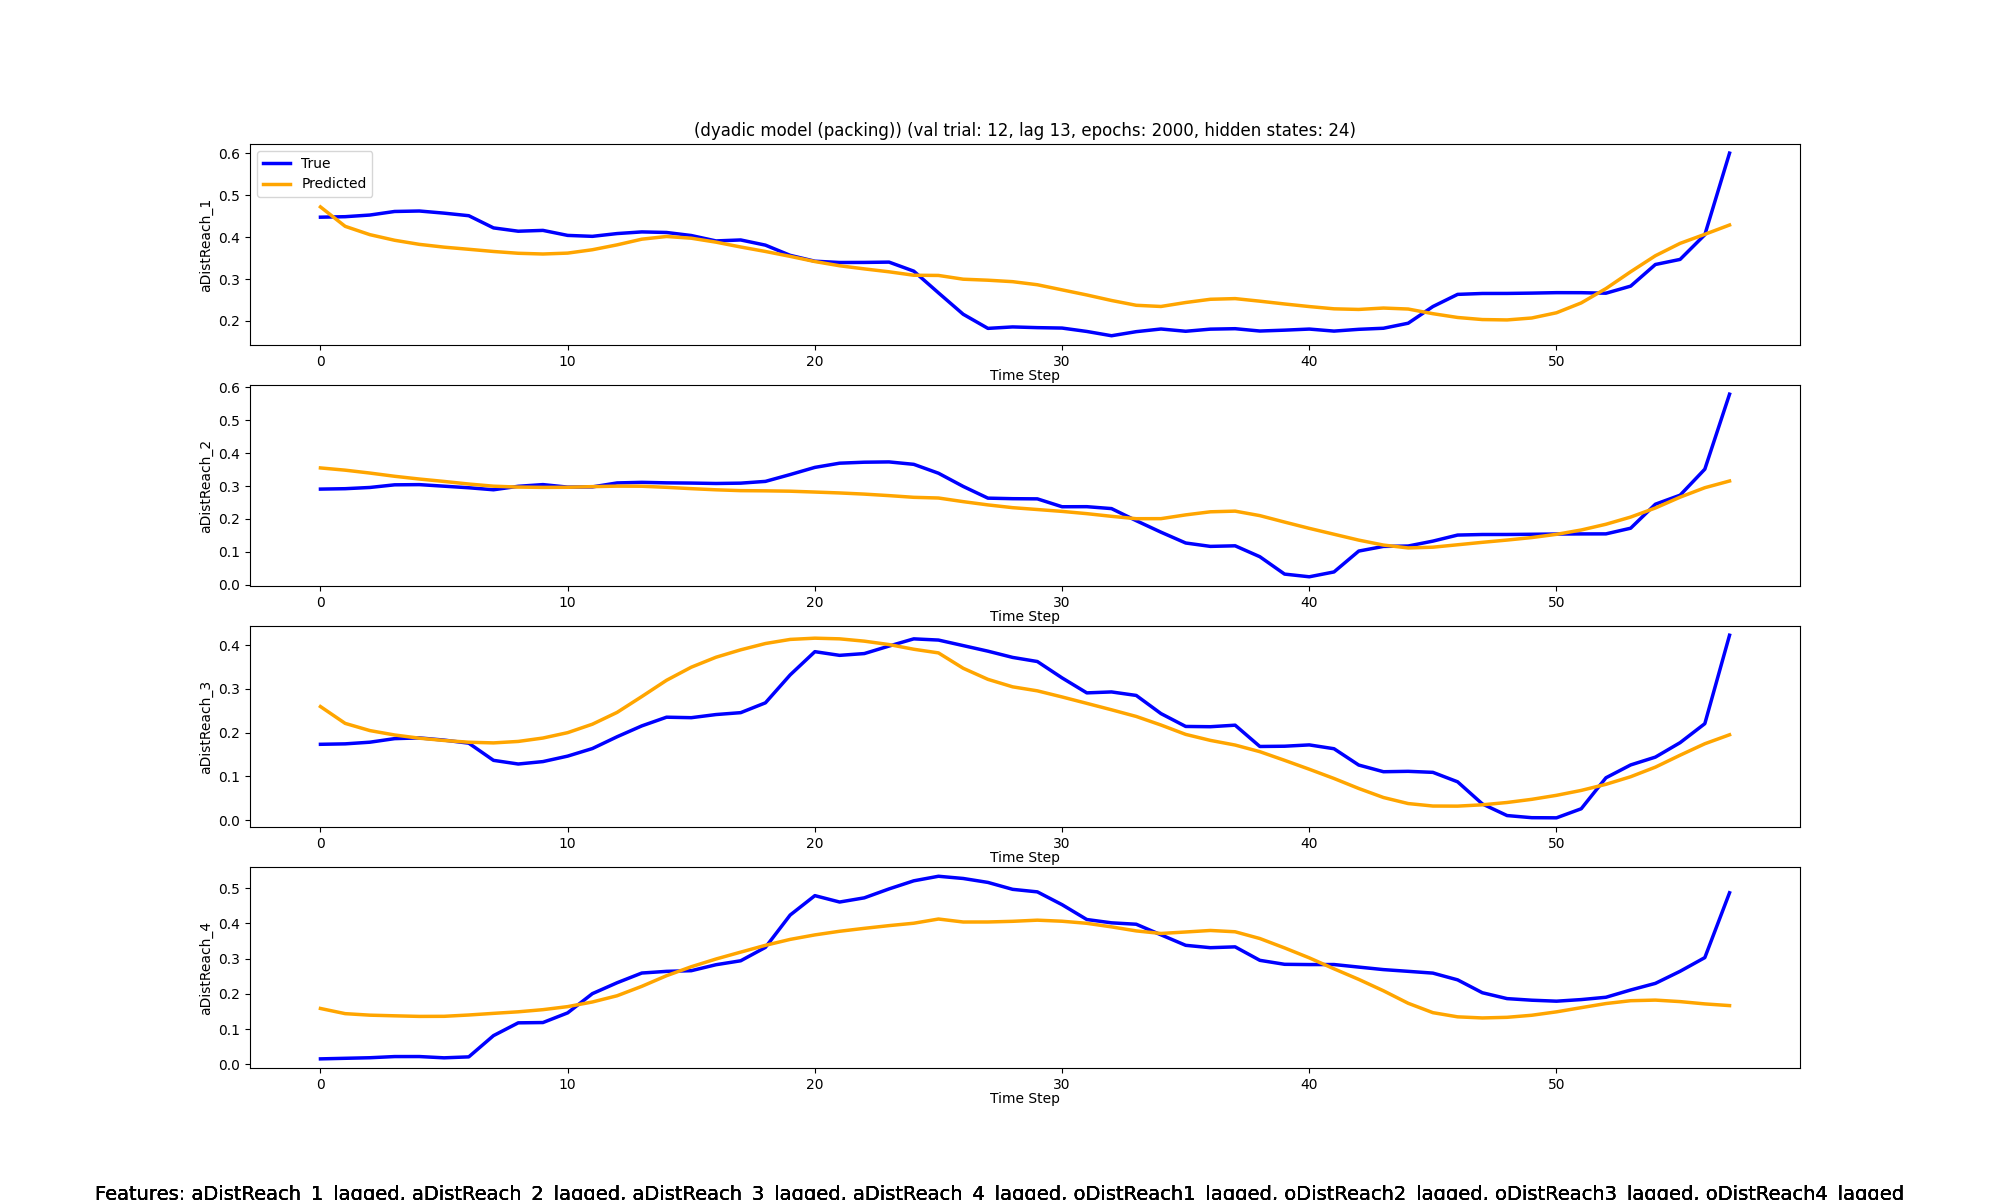 (dyadic model (packing)) (val trial: 12, lag 13, epochs: 2000, hidden states: 24)
True
Predicted
aDistReach_1
0.6
0.5
0.4
0.3
0.2
0 10 20 30 40 50
Time Step
aDistReach_2
0.6
0.5
0.4
0.3
0.2
0.1
0.0
0 10 20 30 40 50
Time Step
aDistReach_3
0.4
0.3
0.2
0.1
0.0
0 10 20 30 40 50
Time Step
aDistReach_4
0.5
0.4
0.3
0.2
0.1
0.0
0 10 20 30 40 50
Time Step
Features: aDistReach_1_lagged, aDistReach_2_lagged, aDistReach_3_lagged, aDistReach_4_lagged, oDistReach1_lagged, oDistReach2_lagged, oDistReach3_lagged, oDistReach4_lagged